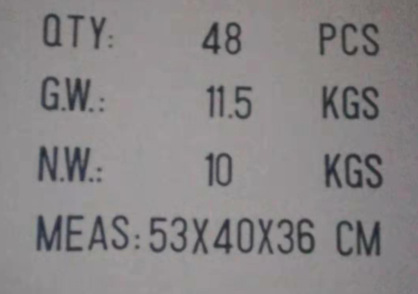 QTY: 48 PCS
G.W.: 11.5 KGS
N.W.: 10 KGS
MEAS: 53X40X36 CM